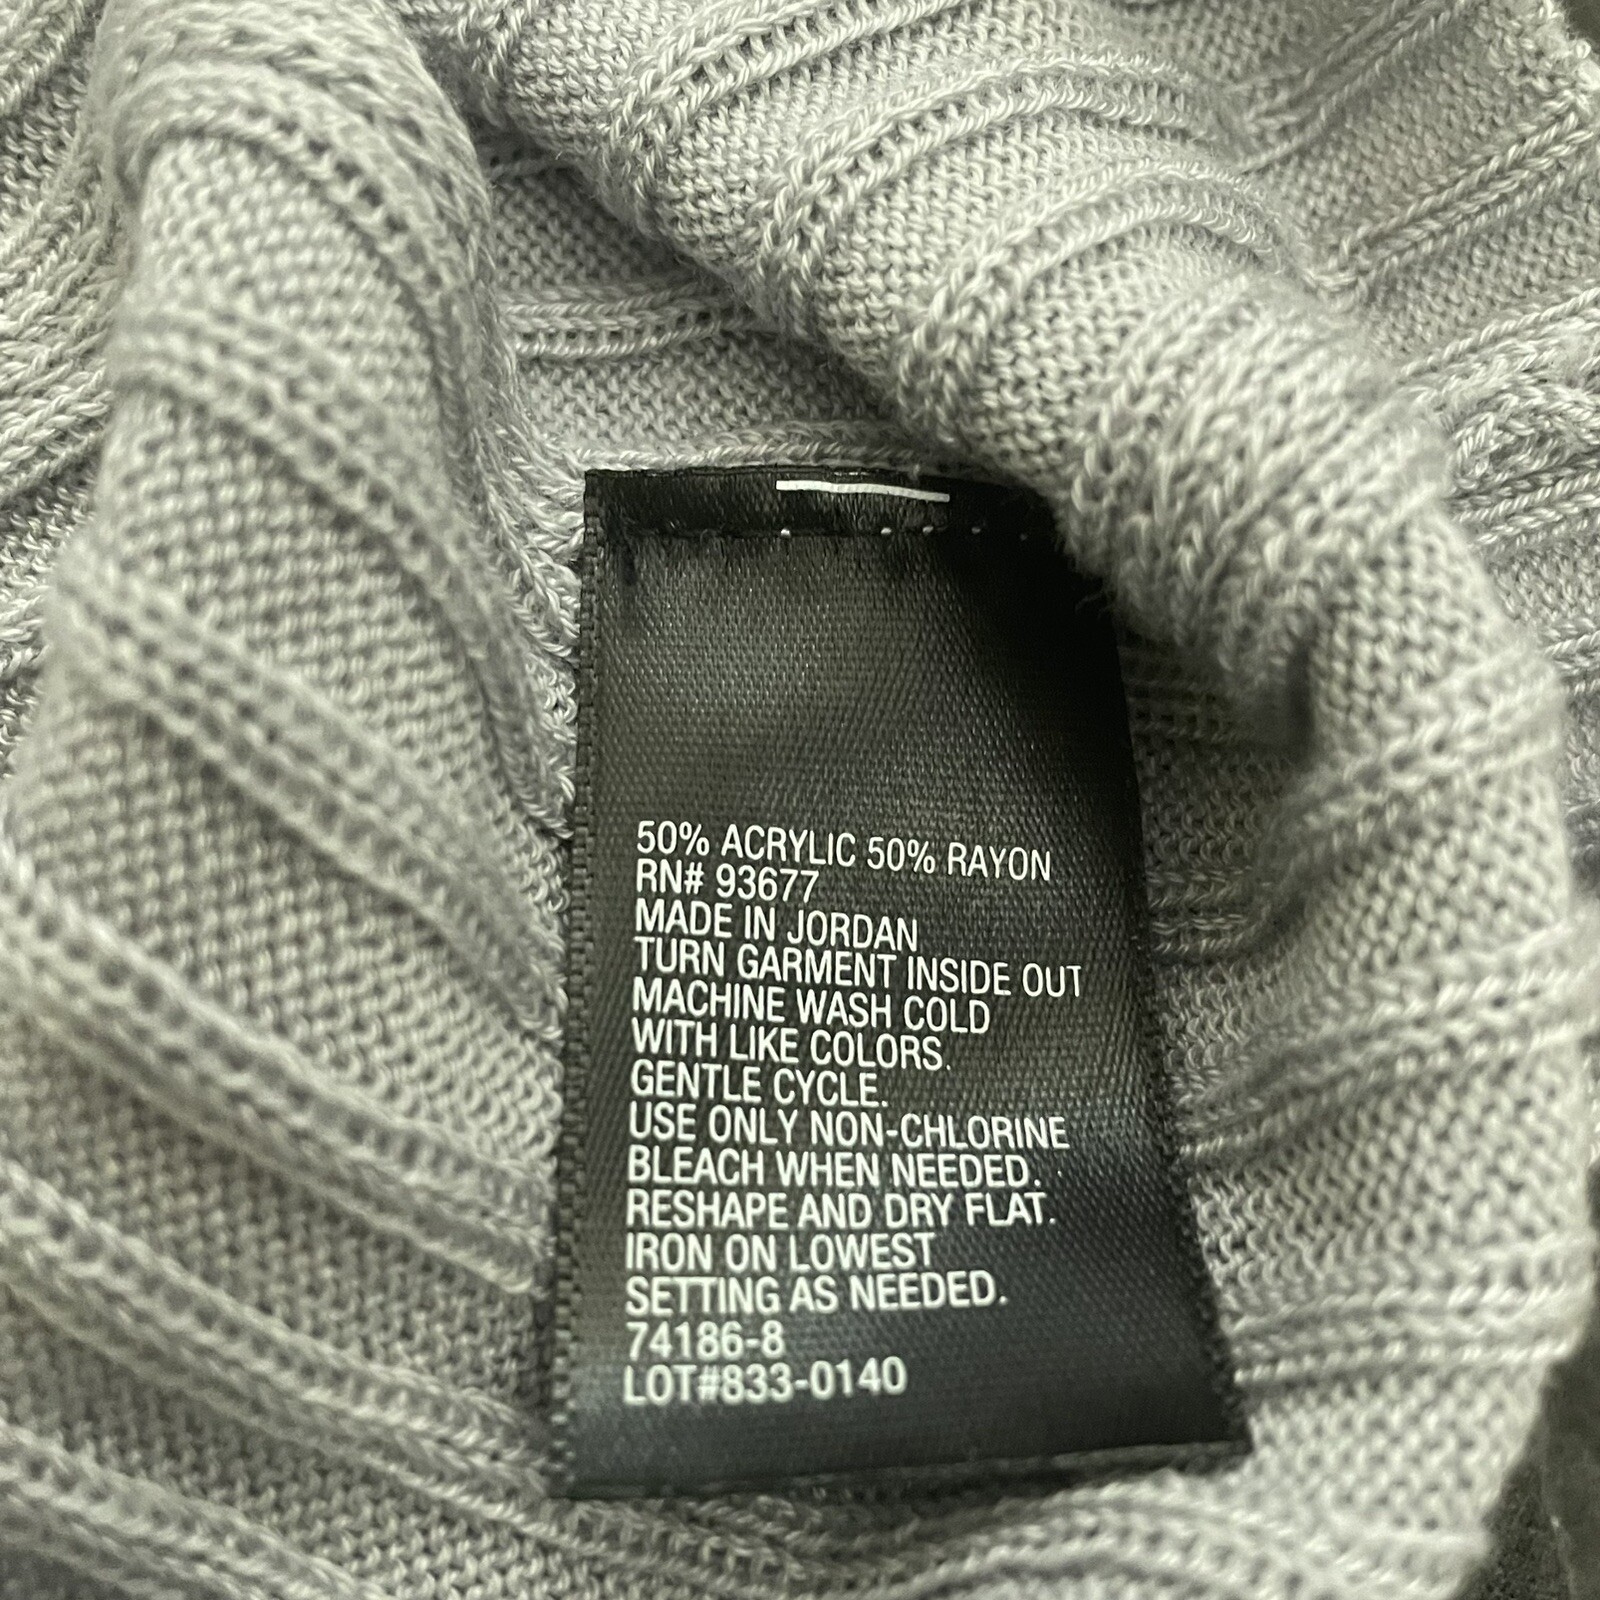 50% ACRYLIC 50% RAYON
RN# 93677
MADE IN JORDAN
TURN GARMENT INSIDE OUT
MACHINE WASH COLD
WITH LIKE COLORS.
GENTLE CYCLE.
USE ONLY NON-CHLORINE
BLEACH WHEN NEEDED.
RESHAPE AND DRY FLAT.
IRON ON LOWEST
SETTING AS NEEDED.
74186-8
LOT#833-0140